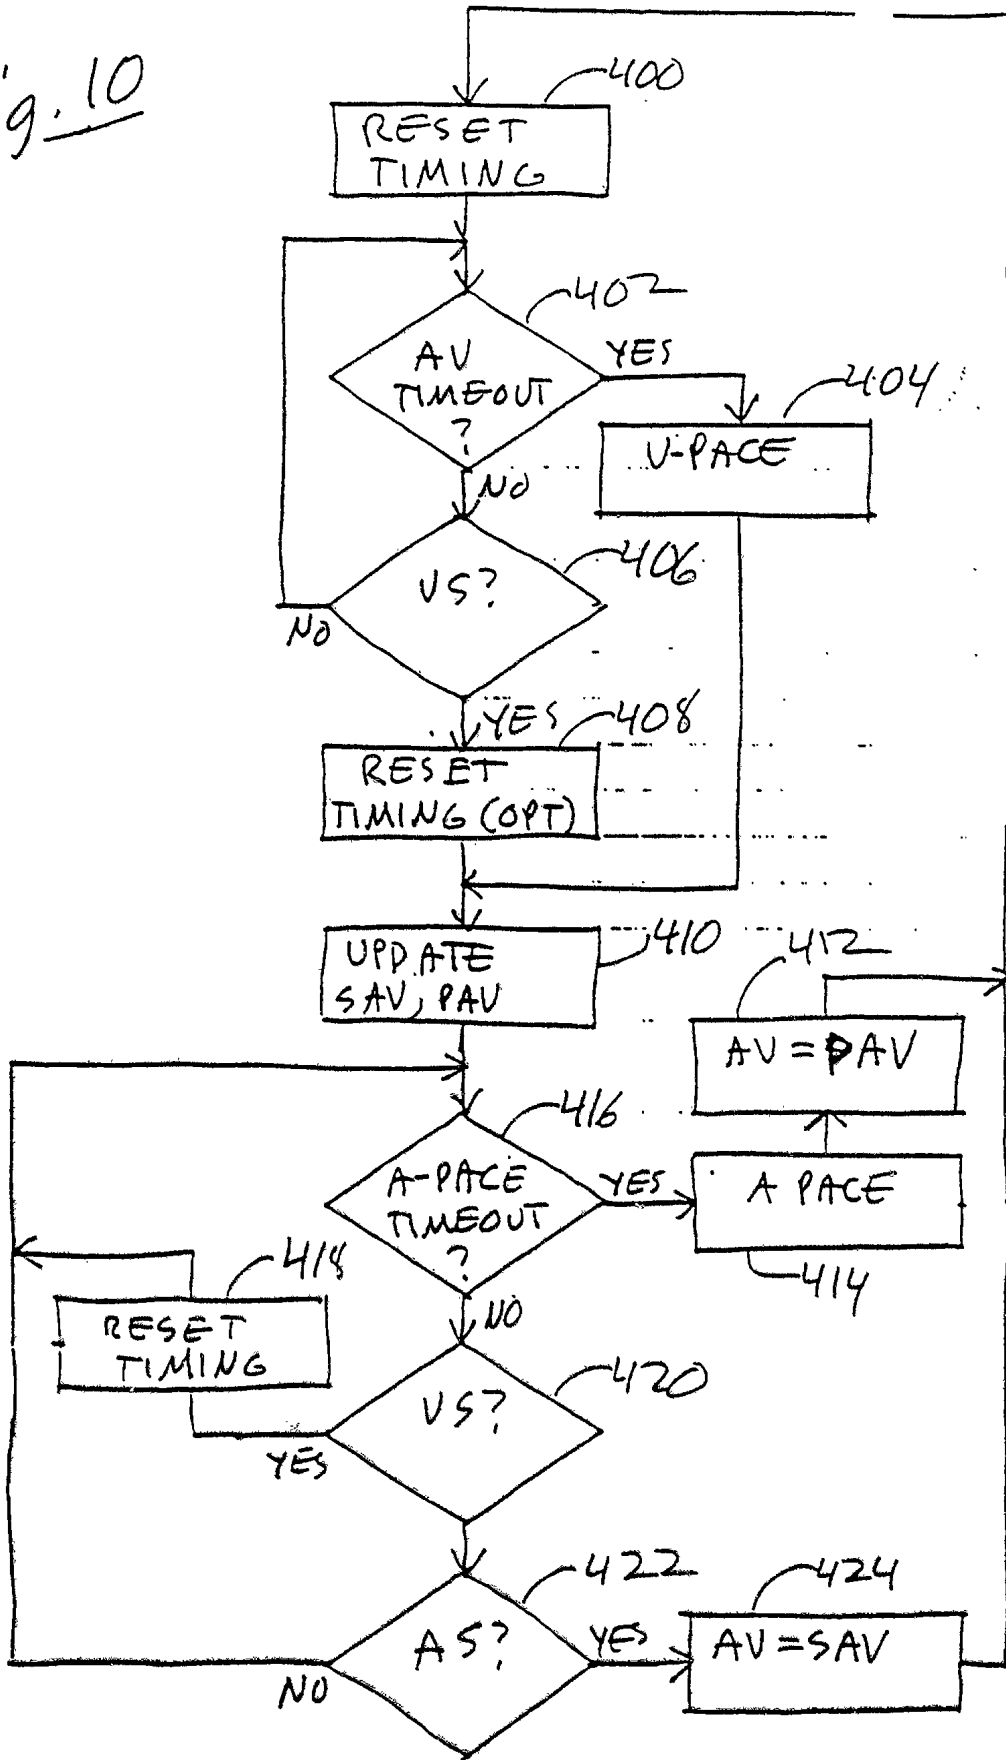 g. 10
400
RESET
TIMING
402
AV
TIMEOUT
?
YES
404
V-PACE
NO
406
VS?
NO
YES
408
RESET
TIMING (OPT)
410
UPDATE
SAV, PAV
412
AV = PAV
416
A-PACE
TIMEOUT
?
YES
A PACE
414
418
NO
RESET
TIMING
420
VS?
YES
422
AS?
YES
424
AV = SAV
NO